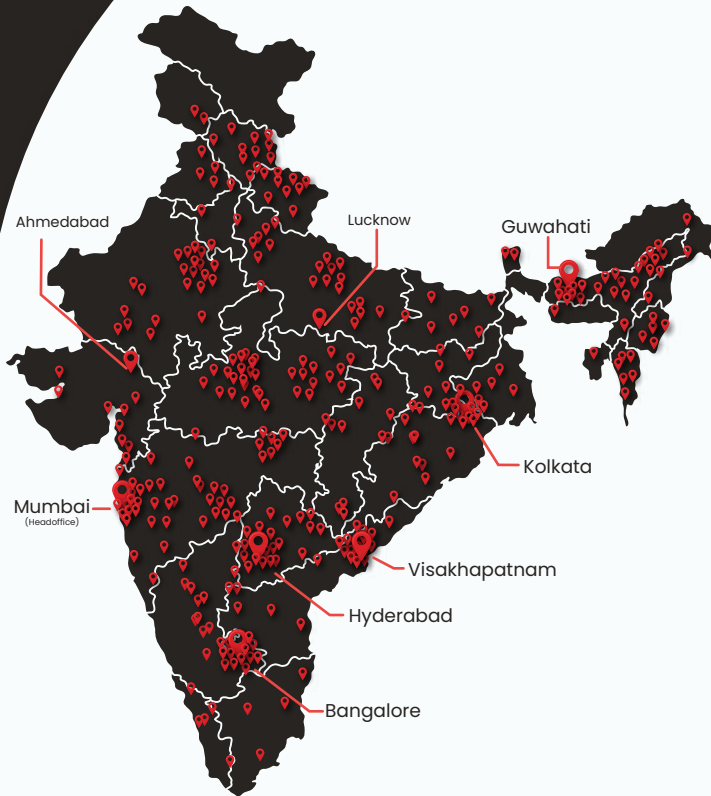 Ahmedabad
Lucknow
Guwahati
Kolkata
Mumbai
(Headoffice)
Visakhapatnam
Hyderabad
Bangalore